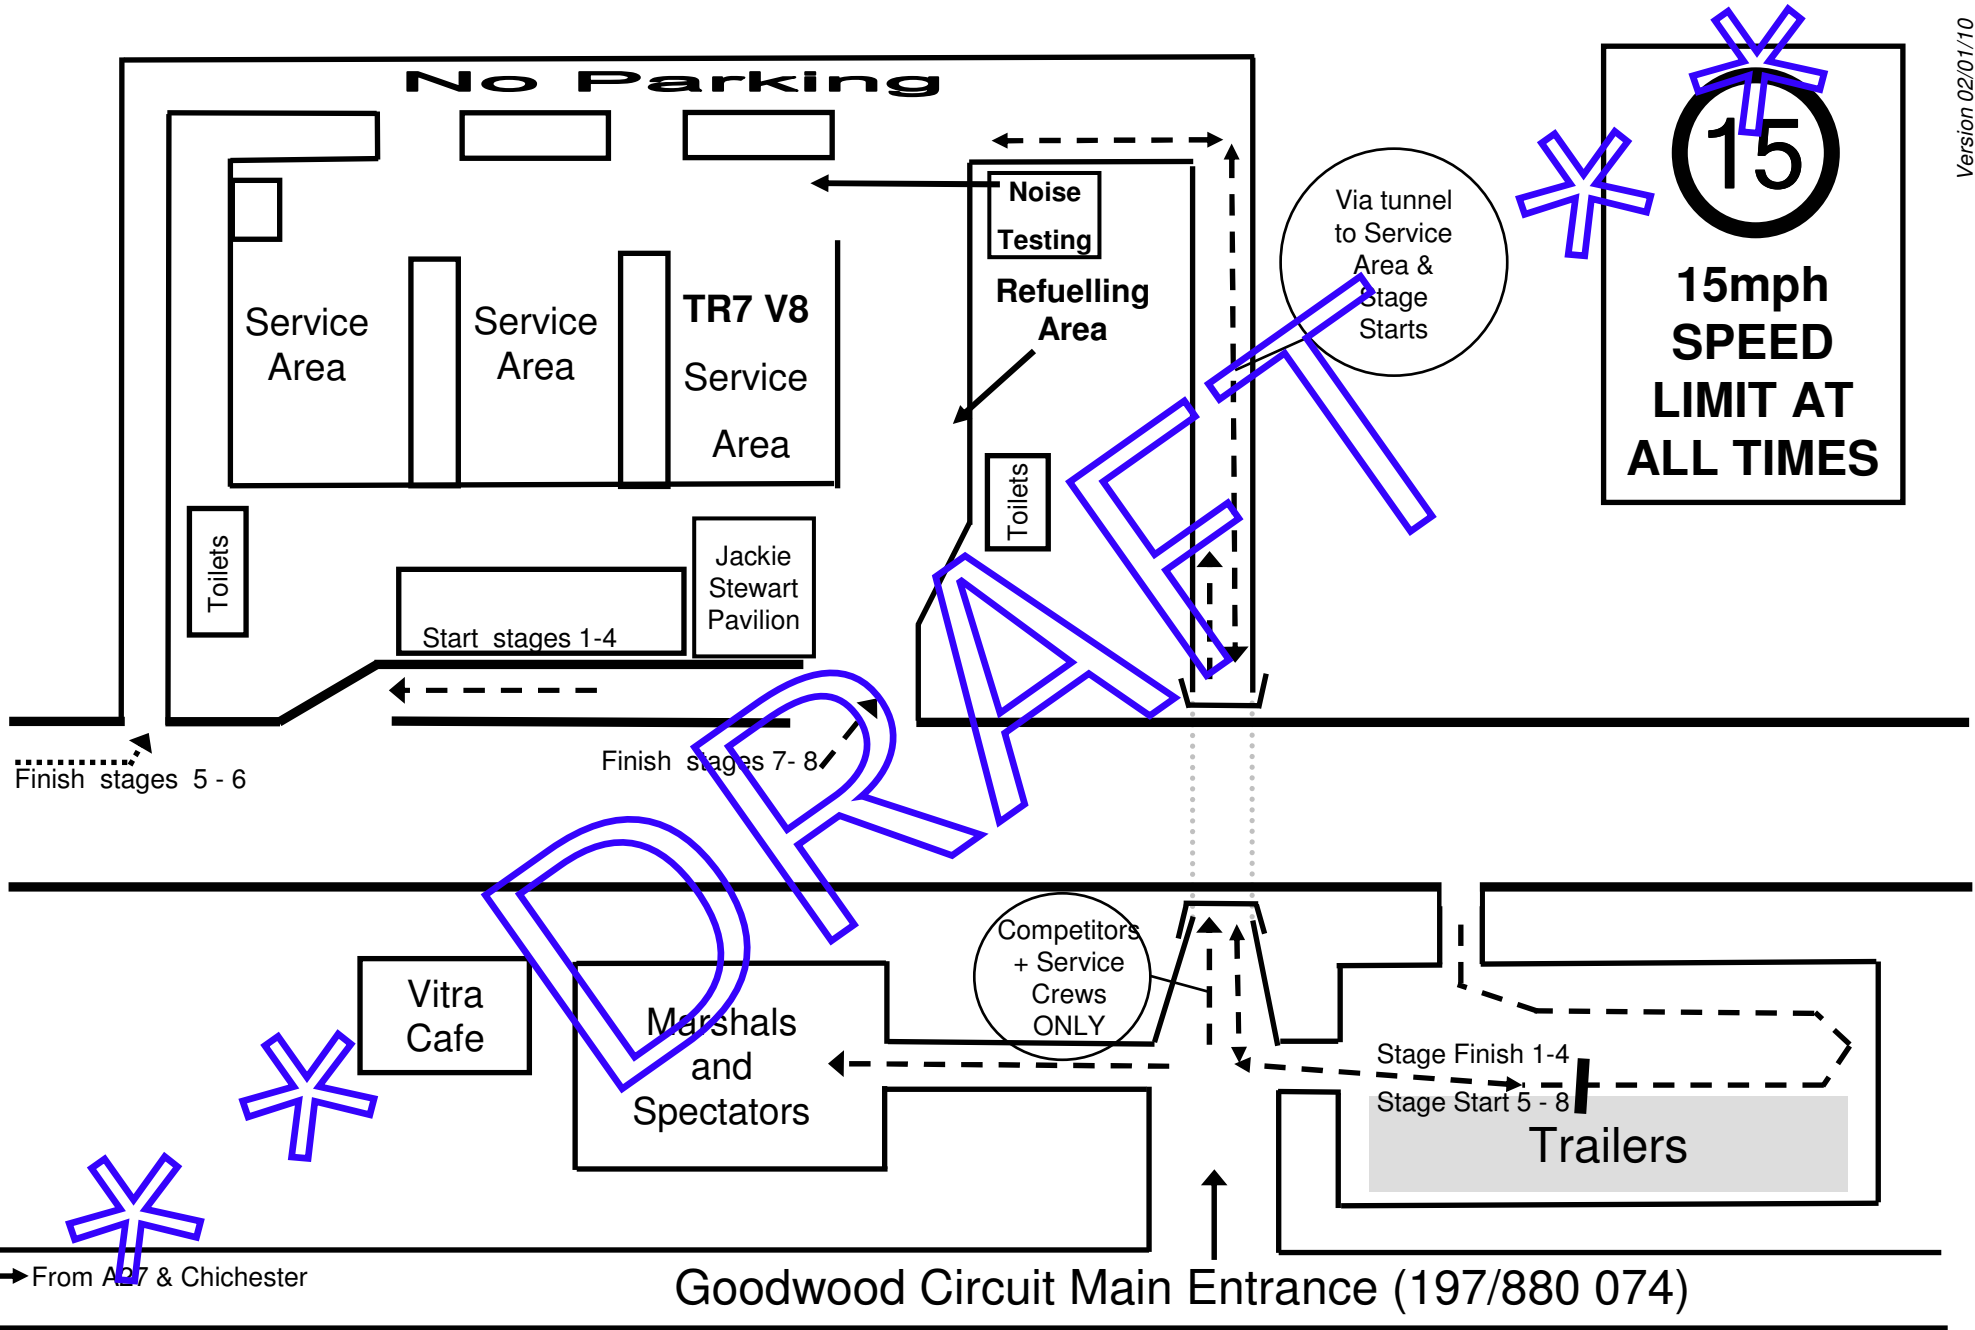 Version 02/01/10
No Parking
15
15mph
SPEED
LIMIT AT
ALL TIMES
Noise
Testing
Via tunnel
to Service
Area &
Stage
Starts
Refuelling
Area
Service
Area
Service
Area
TR7 V8
Service
Area
Toilets
Toilets
Jackie
Stewart
Pavilion
Start stages 1-4
Finish stages 7- 8
Finish stages 5 - 6
**DRAFT**
Competitors
+ Service
Crews
ONLY
Vitra
Cafe
Marshals
and
Spectators
Stage Finish 1-4
Stage Start 5 - 8
Trailers
From A27 & Chichester
Goodwood Circuit Main Entrance (197/880 074)